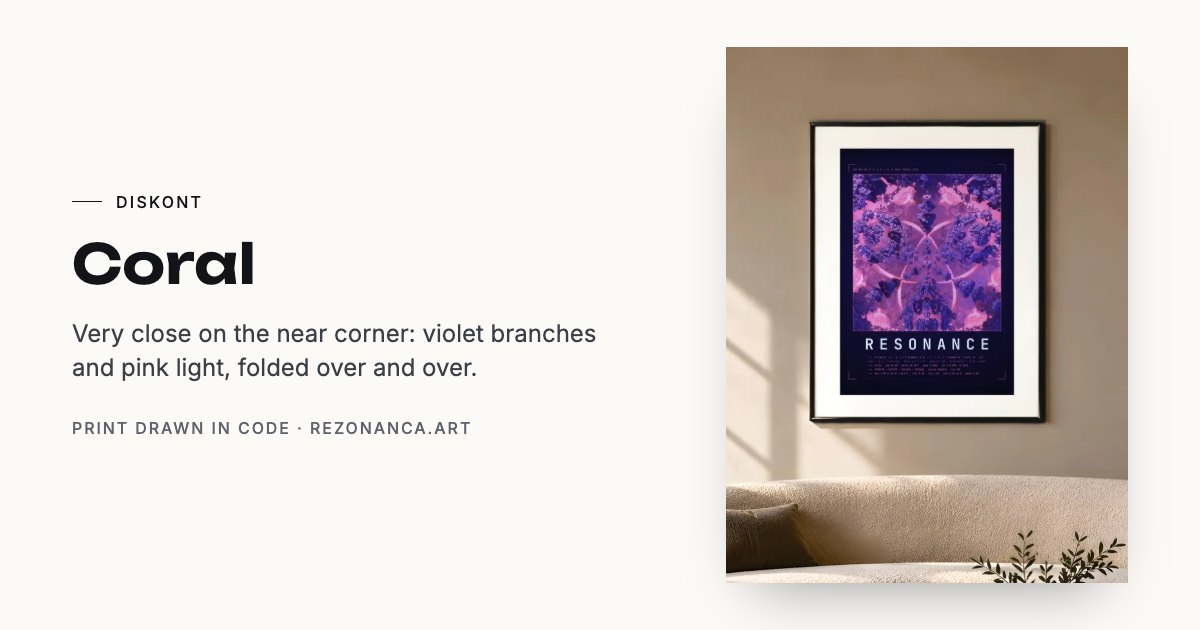 DISKONT
Coral
Very close on the near corner: violet branches
and pink light, folded over and over.
PRINT DRAWN IN CODE · REZONANCA.ART
RESONANCE